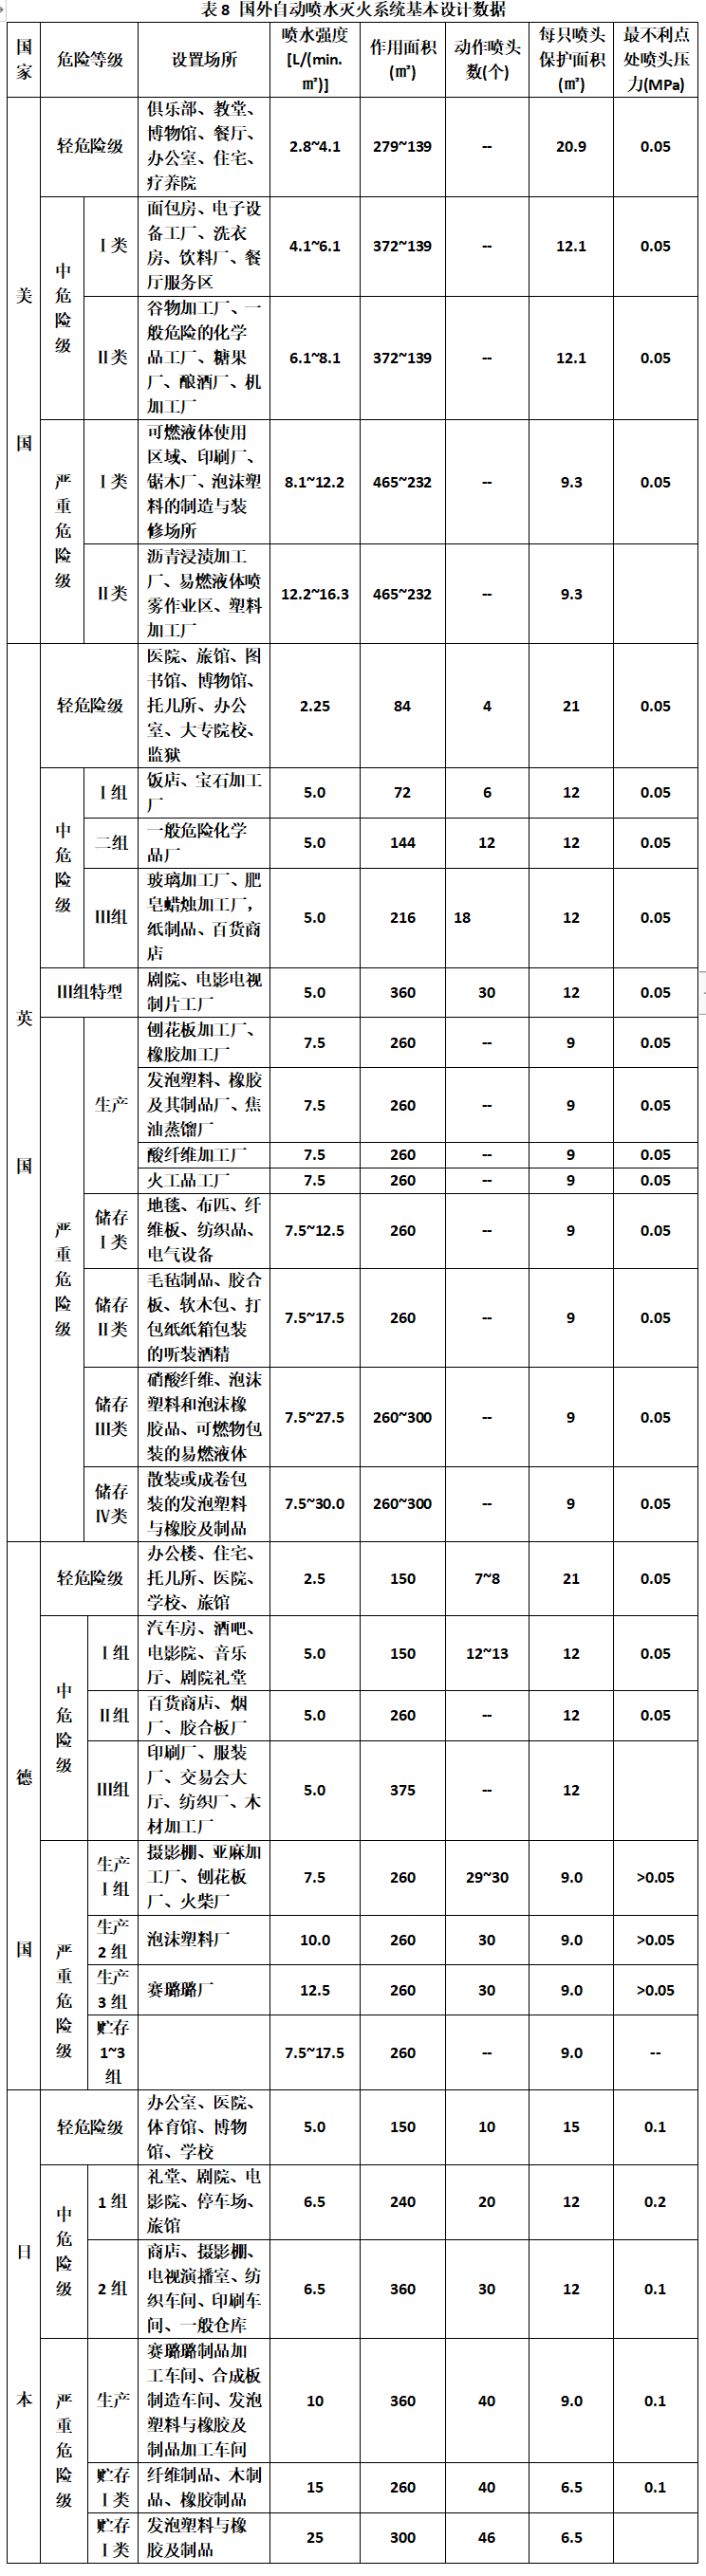 表 8 国外自动喷水灭火系统基本设计数据
国家
危险等级
设置场所
喷水强度
[L/(min.
㎡)]
作用面积
(㎡)
动作喷头
数(个)
每只喷头
保护面积
(㎡)
最不利点
处喷头压
力(MPa)
美国
轻危险级
俱乐部、教堂、
博物馆、餐厅、
办公室、住宅、
疗养院
2.8~4.1
279~139
--
20.9
0.05
中危险级
Ⅰ类
面包房、电子设
备工厂、洗衣
房、饮料厂、餐
厅服务区
4.1~6.1
372~139
--
12.1
0.05
Ⅱ类
谷物加工厂、一
般危险的化学
品工厂、糖果
厂、酿酒厂、机
加工厂
6.1~8.1
372~139
--
12.1
0.05
严重危险级
Ⅰ类
可燃液体使用
区域、印刷厂、
锯木厂、泡沫塑
料的制造与装
修场所
8.1~12.2
465~232
--
9.3
0.05
Ⅱ类
沥青浸渍加工
厂、易燃液体喷
雾作业区、塑料
加工厂
12.2~16.3
465~232
--
9.3
英国
轻危险级
医院、旅馆、图
书馆、博物馆、
托儿所、办公
室、大专院校、
监狱
2.25
84
4
21
0.05
中危险级
Ⅰ组
饭店、宝石加工
厂
5.0
72
6
12
0.05
二组
一般危险化学
品厂
5.0
144
12
12
0.05
Ⅲ组
玻璃加工厂、肥
皂蜡烛加工厂，
纸制品、百货商
店
5.0
216
18
12
0.05
Ⅲ组特型
剧院、电影电视
制片工厂
5.0
360
30
12
0.05
严重危险级
生产
刨花板加工厂、
橡胶加工厂
7.5
260
--
9
0.05
发泡塑料、橡胶
及其制品厂、焦
油蒸馏厂
7.5
260
--
9
0.05
酸纤维加工厂
7.5
260
--
9
0.05
火工品工厂
7.5
260
--
9
0.05
储存
Ⅰ类
地毯、布匹、纤
维板、纺织品、
电气设备
7.5~12.5
260
--
9
0.05
储存
Ⅱ类
毛毡制品、胶合
板、软木包、打
包纸纸箱包装
的听装酒精
7.5~17.5
260
--
9
0.05
储存
Ⅲ类
硝酸纤维、泡沫
塑料和泡沫橡
胶品、可燃物包
装的易燃液体
7.5~27.5
260~300
--
9
0.05
储存
Ⅳ类
散装或成卷包
装的发泡塑料
与橡胶及制品
7.5~30.0
260~300
--
9
0.05
德国
轻危险级
办公楼、住宅、
托儿所、医院、
学校、旅馆
2.5
150
7~8
21
0.05
中危险级
Ⅰ组
汽车房、酒吧、
电影院、音乐
厅、剧院礼堂
5.0
150
12~13
12
0.05
Ⅱ组
百货商店、烟
厂、胶合板厂
5.0
260
--
12
0.05
Ⅲ组
印刷厂、服装
厂、交易会大
厅、纺织厂、木
材加工厂
5.0
375
--
12
严重危险级
生产
Ⅰ组
摄影棚、亚麻加
工厂、刨花板
厂、火柴厂
7.5
260
29~30
9.0
>0.05
生产
2 组
泡沫塑料厂
10.0
260
30
9.0
>0.05
生产
3 组
赛璐璐厂
12.5
260
30
9.0
>0.05
贮存
1~3
组
7.5~17.5
260
--
9.0
--
日本
轻危险级
办公室、医院、
体育馆、博物
馆、学校
5.0
150
10
15
0.1
中危险级
1 组
礼堂、剧院、电
影院、停车场、
旅馆
6.5
240
20
12
0.2
2 组
商店、摄影棚、
电视演播室、纺
织车间、印刷车
间、一般仓库
6.5
360
30
12
0.1
严重危险级
生产
赛璐璐制品加
工车间、合成板
制造车间、发泡
塑料与橡胶及
制品加工车间
10
360
40
9.0
0.1
贮存
Ⅰ类
纤维制品、木制
品、橡胶制品
15
260
40
6.5
0.1
贮存
Ⅰ类
发泡塑料与橡
胶及制品
25
300
46
6.5